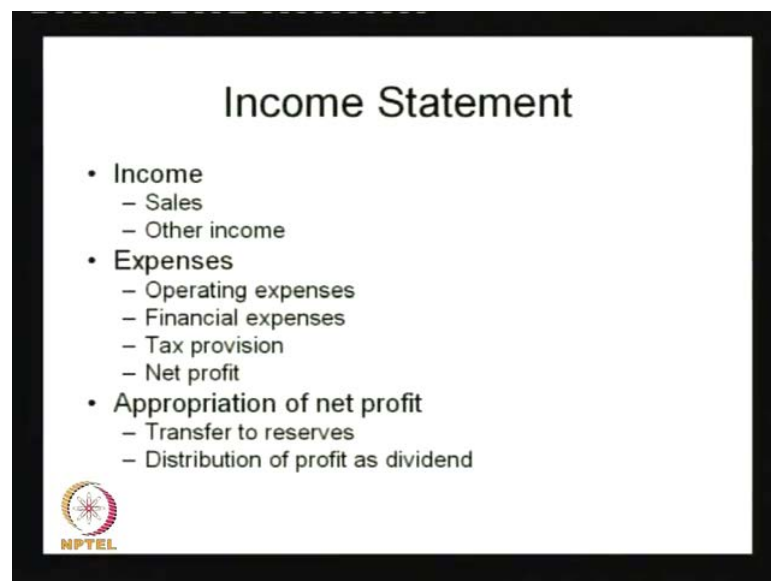 Income Statement
• Income
– Sales
– Other income
• Expenses
– Operating expenses
– Financial expenses
– Tax provision
– Net profit
• Appropriation of net profit
– Transfer to reserves
– Distribution of profit as dividend
NPTEL